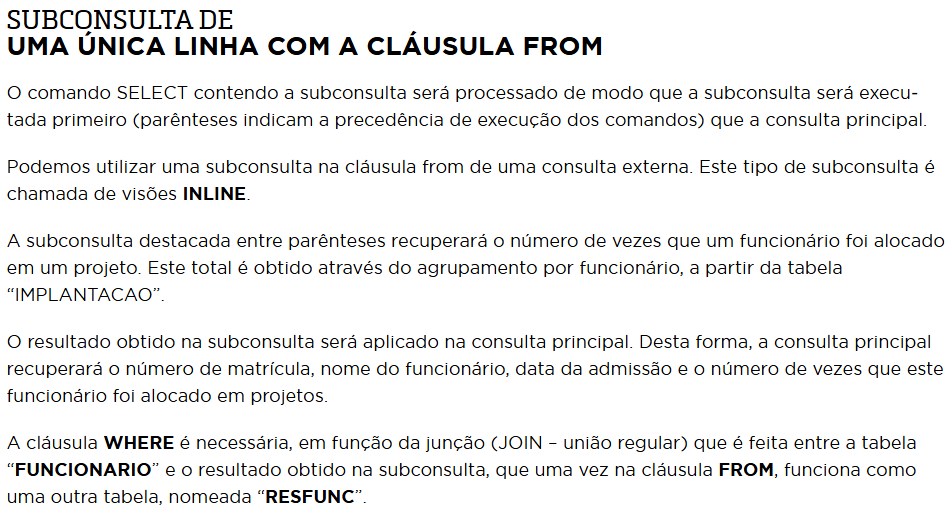 SUBCONSULTA DE
UMA ÚNICA LINHA COM A CLÁUSULA FROM
O comando SELECT contendo a subconsulta será processado de modo que a subconsulta será execu-
tada primeiro (parênteses indicam a precedência de execução dos comandos) que a consulta principal.
Podemos utilizar uma subconsulta na cláusula from de uma consulta externa. Este tipo de subconsulta é
chamada de visões INLINE.
A subconsulta destacada entre parênteses recuperará o número de vezes que um funcionário foi alocado
em um projeto. Este total é obtido através do agrupamento por funcionário, a partir da tabela
“IMPLANTACAO”.
O resultado obtido na subconsulta será aplicado na consulta principal. Desta forma, a consulta principal
recuperará o número de matrícula, nome do funcionário, data da admissão e o número de vezes que este
funcionário foi alocado em projetos.
A cláusula WHERE é necessária, em função da junção (JOIN – união regular) que é feita entre a tabela
“FUNCIONARIO” e o resultado obtido na subconsulta, que uma vez na cláusula FROM, funciona como
uma outra tabela, nomeada “RESFUNC”.